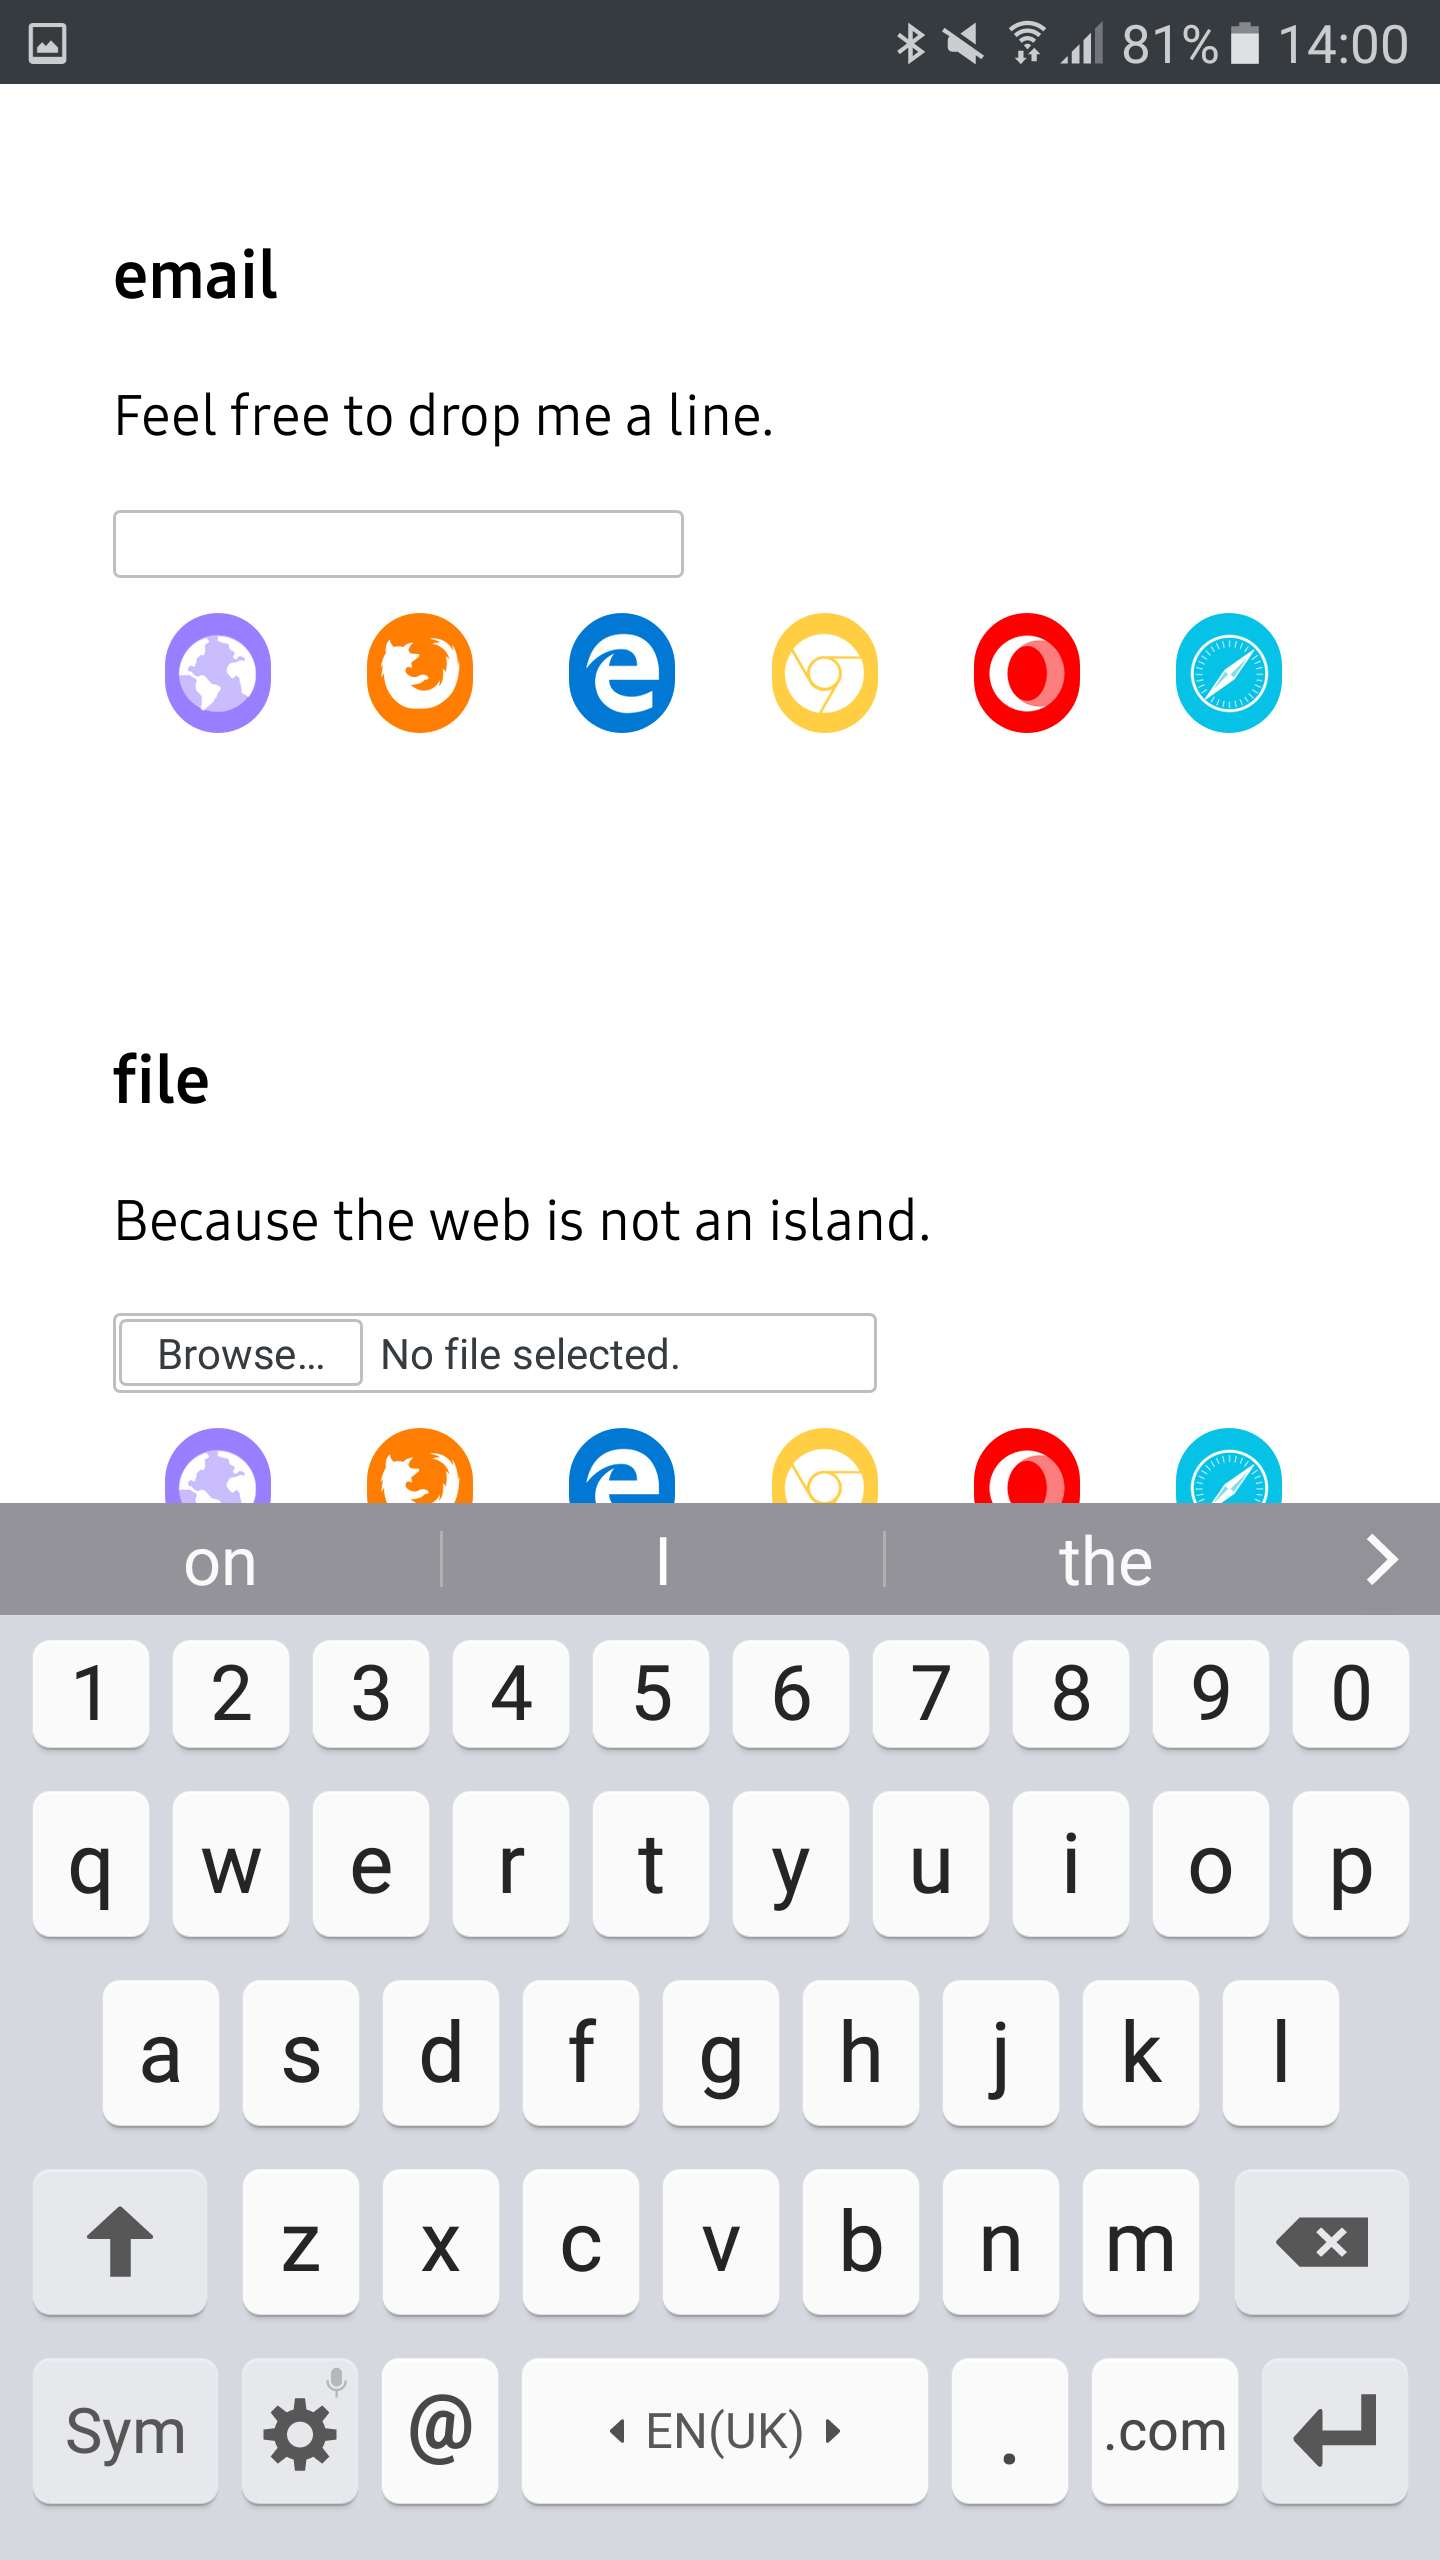 81% 14:00
email
Feel free to drop me a line.
file
Because the web is not an island.
Browse... No file selected.
on I the
1 2 3 4 5 6 7 8 9 0
q w e r t y u i o p
a s d f g h j k l
z x c v b n m
Sym @ EN(UK) . .com